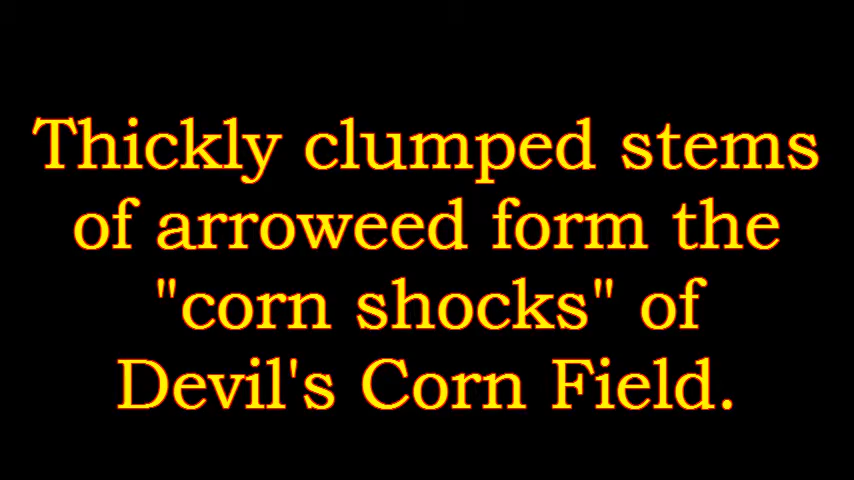 Thickly clumped stems
of arroweed form the
"corn shocks" of
Devil's Corn Field.